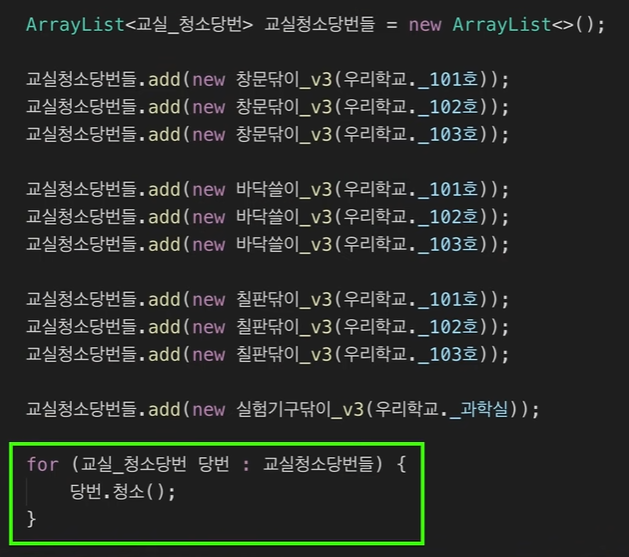 ArrayList<교실_청소당번> 교실청소당번들 = new ArrayList<>();
교실청소당번들.add(new 창문닦이_v3(우리학교._101호));
교실청소당번들.add(new 창문닦이_v3(우리학교._102호));
교실청소당번들.add(new 창문닦이_v3(우리학교._103호));
교실청소당번들.add(new 바닥쓸이_v3(우리학교._101호));
교실청소당번들.add(new 바닥쓸이_v3(우리학교._102호));
교실청소당번들.add(new 바닥쓸이_v3(우리학교._103호));
교실청소당번들.add(new 칠판닦이_v3(우리학교._101호));
교실청소당번들.add(new 칠판닦이_v3(우리학교._102호));
교실청소당번들.add(new 칠판닦이_v3(우리학교._103호));
교실청소당번들.add(new 실험기구닦이_v3(우리학교._과학실));
for (교실_청소당번 당번 : 교실청소당번들) {
당번.청소();
}